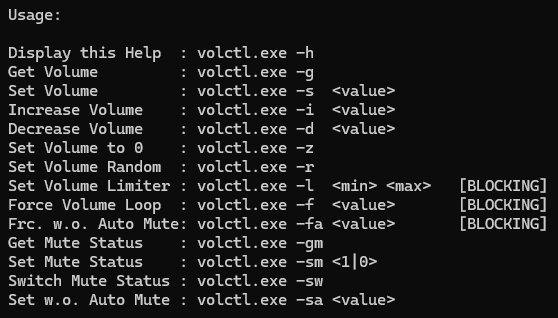 Usage:

Display this Help  : volctl.exe -h
Get Volume         : volctl.exe -g
Set Volume         : volctl.exe -s  <value>
Increase Volume    : volctl.exe -i  <value>
Decrease Volume    : volctl.exe -d  <value>
Set Volume to 0    : volctl.exe -z
Set Volume Random  : volctl.exe -r
Set Volume Limiter : volctl.exe -l  <min> <max>   [BLOCKING]
Force Volume Loop  : volctl.exe -f  <value>       [BLOCKING]
Frc. w.o. Auto Mute: volctl.exe -fa <value>       [BLOCKING]
Get Mute Status    : volctl.exe -gm
Set Mute Status    : volctl.exe -sm <1|0>
Switch Mute Status : volctl.exe -sw
Set w.o. Auto Mute : volctl.exe -sa <value>